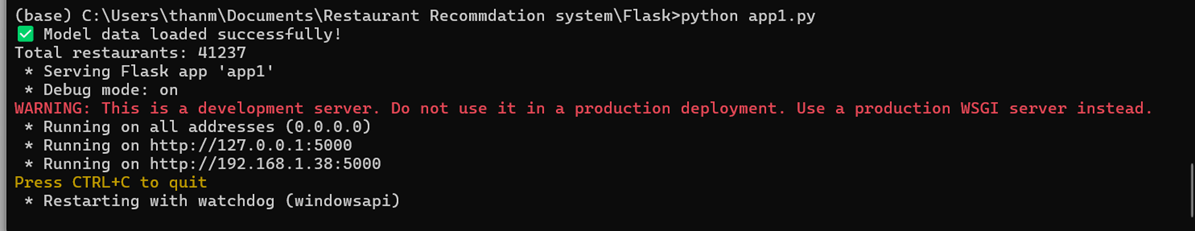 (base) C:\Users\thanm\Documents\Restaurant Recommdation system\Flask>python app1.py
✅ Model data loaded successfully!
Total restaurants: 41237
 * Serving Flask app 'app1'
 * Debug mode: on
WARNING: This is a development server. Do not use it in a production deployment. Use a production WSGI server instead.
 * Running on all addresses (0.0.0.0)
 * Running on http://127.0.0.1:5000
 * Running on http://192.168.1.38:5000
Press CTRL+C to quit
 * Restarting with watchdog (windowsapi)